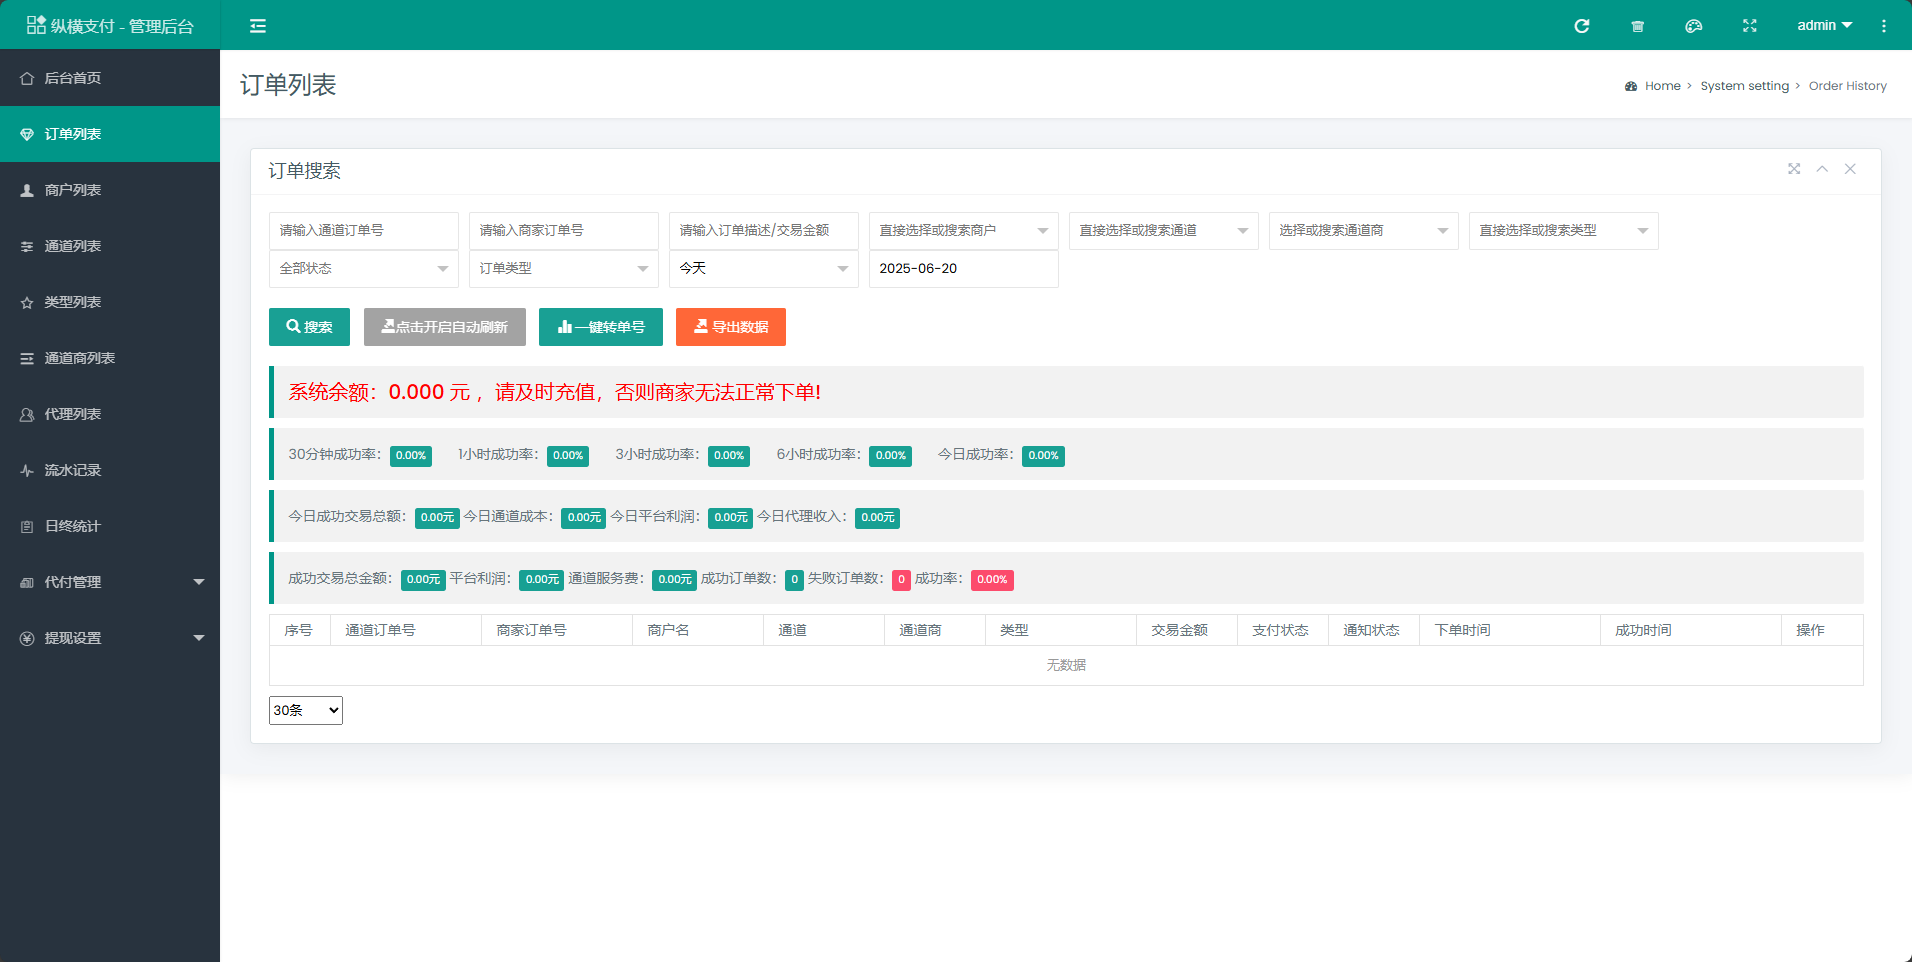 纵横支付 - 管理后台
admin
后台首页
订单列表
商户列表
通道列表
类型列表
通道商列表
代理列表
流水记录
日终统计
代付管理
提现设置
订单列表
Home > System setting > Order History
订单搜索
请输入通道订单号 请输入商家订单号 请输入订单描述/交易金额 直接选择或搜索商户 直接选择或搜索通道 选择或搜索通道商 直接选择或搜索类型
全部状态 订单类型 今天 2025-06-20
搜索 点击开启自动刷新 一键转单号 导出数据
系统余额：0.000 元 ，请及时充值，否则商家无法正常下单!
30分钟成功率： 0.00% 1小时成功率： 0.00% 3小时成功率： 0.00% 6小时成功率： 0.00% 今日成功率： 0.00%
今日成功交易总额： 0.00元 今日通道成本： 0.00元 今日平台利润： 0.00元 今日代理收入： 0.00元
成功交易总金额： 0.00元 平台利润： 0.00元 通道服务费： 0.00元 成功订单数： 0 失败订单数： 0 成功率： 0.00%
序号 通道订单号 商家订单号 商户名 通道 通道商 类型 交易金额 支付状态 通知状态 下单时间 成功时间 操作
无数据
30条